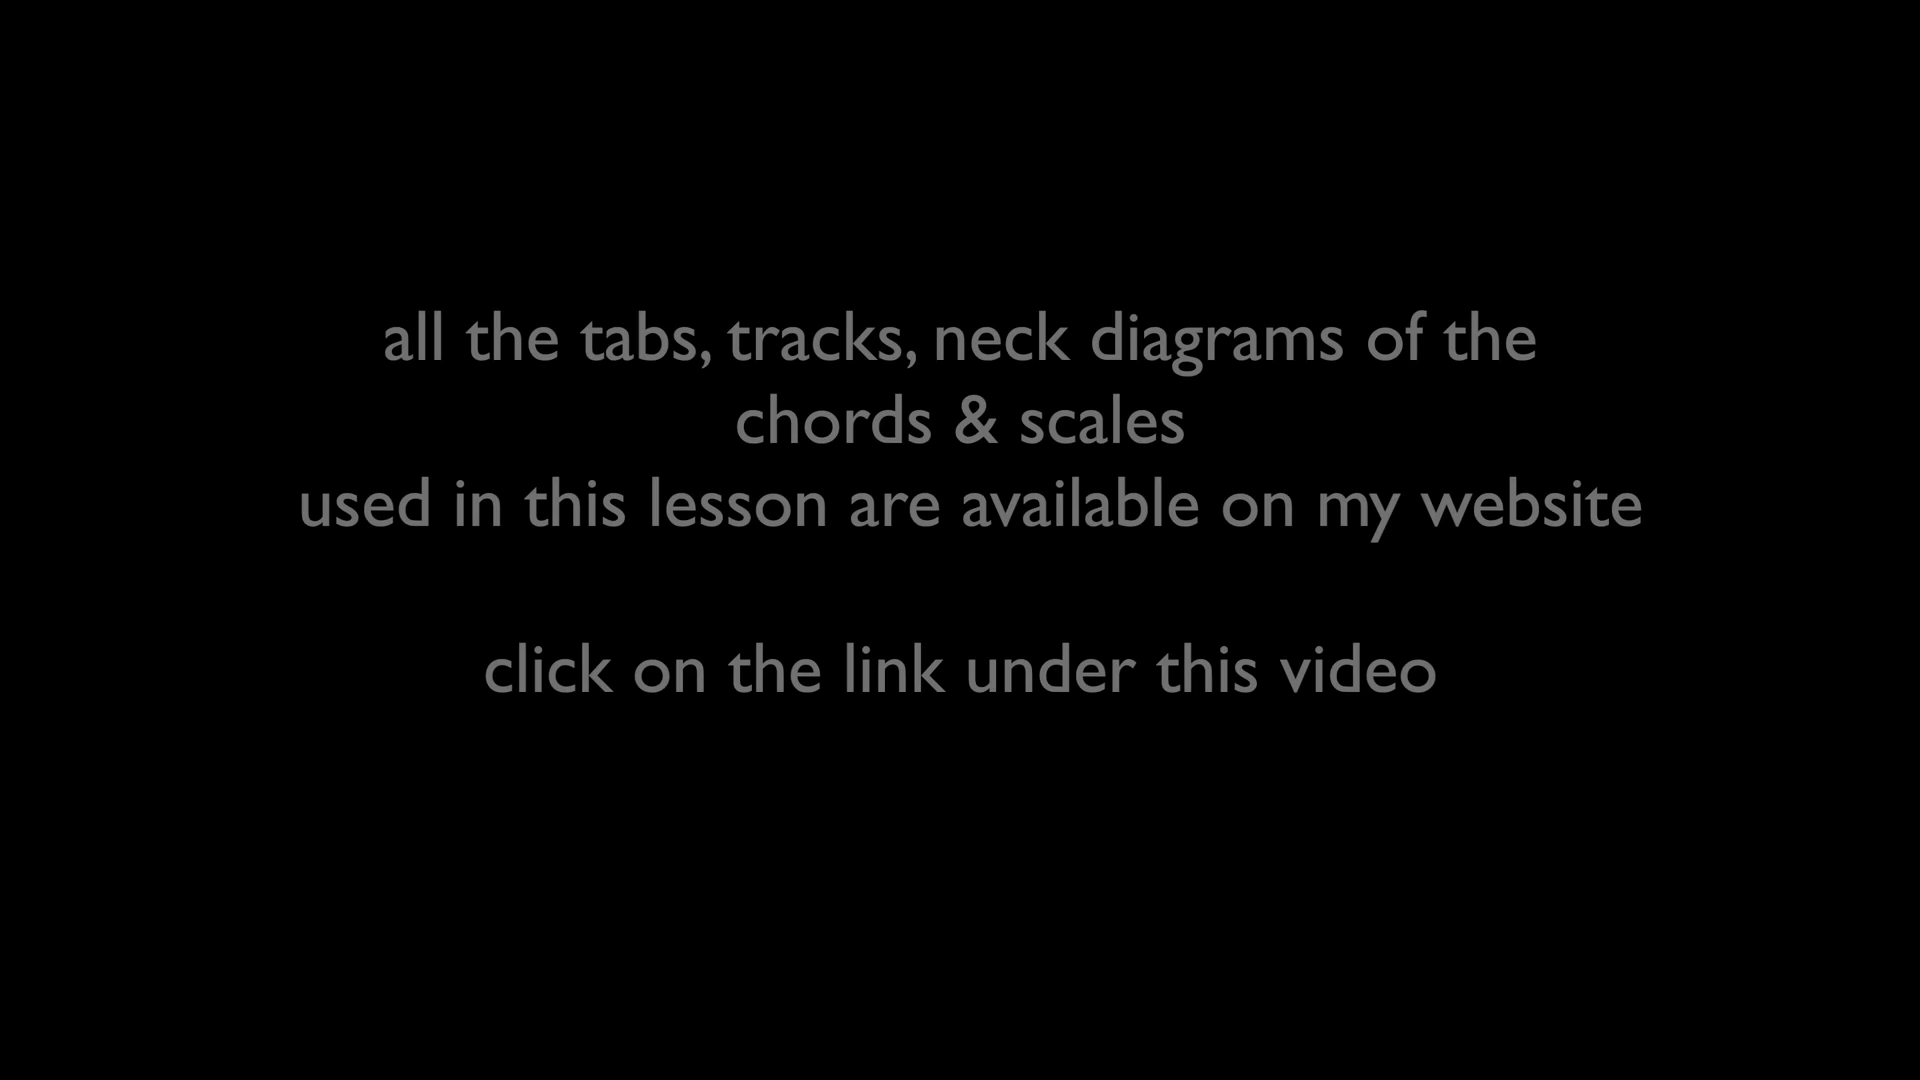 all the tabs, tracks, neck diagrams of the
chords & scales
used in this lesson are available on my website
click on the link under this video